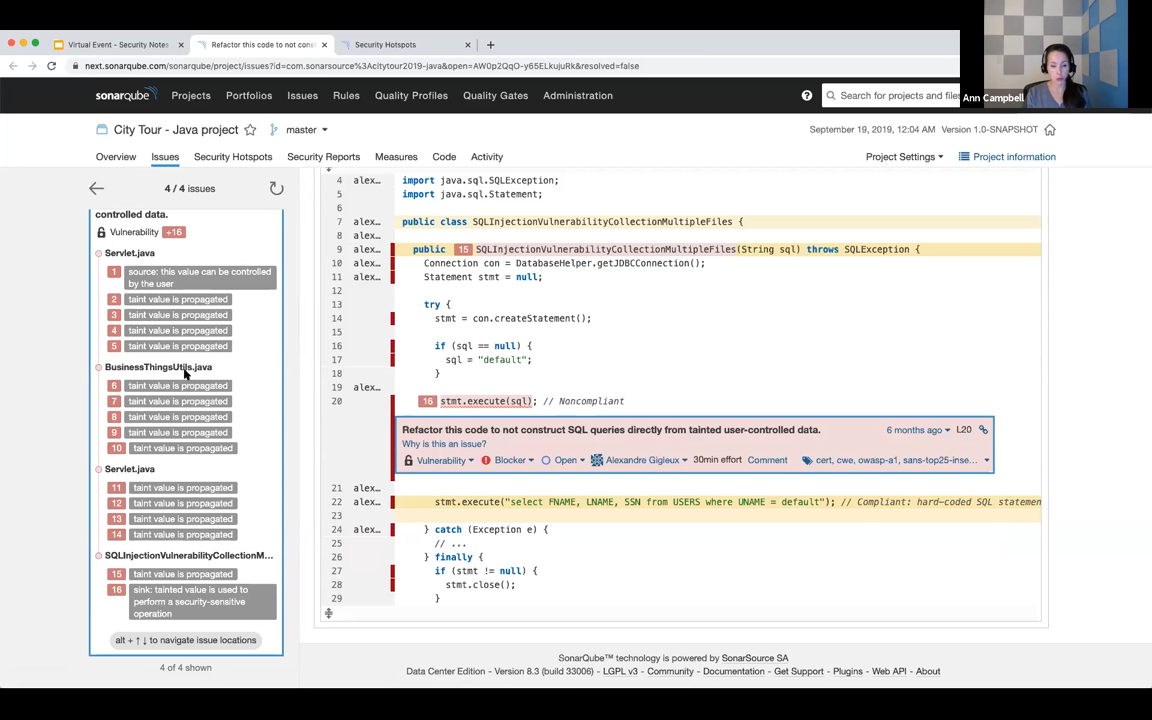 Virtual Event - Security Notes
Refactor this code to not cons
Security Hotspots
next.sonarqube.com/sonarqube/project/issues?id=com.sonarsource%3Acitytour2019-java&open=AW0p2QqO-y65ELkujuRk&resolved=false
Ann Campbell
sonarqube Projects Portfolios Issues Rules Quality Profiles Quality Gates Administration
Search for projects and files
City Tour - Java project master
September 19, 2019, 12:04 AM Version 1.0-SNAPSHOT
Overview Issues Security Hotspots Security Reports Measures Code Activity
Project Settings Project information
4 / 4 issues
controlled data.
Vulnerability +16
Servlet.java
1 source: this value can be controlled
by the user
2 taint value is propagated
3 taint value is propagated
4 taint value is propagated
5 taint value is propagated
BusinessThingsUtils.java
6 taint value is propagated
7 taint value is propagated
8 taint value is propagated
9 taint value is propagated
10 taint value is propagated
Servlet.java
11 taint value is propagated
12 taint value is propagated
13 taint value is propagated
14 taint value is propagated
SQLInjectionVulnerabilityCollectionM...
15 taint value is propagated
16 sink: tainted value is used to
perform a security-sensitive
operation
alt + ↑ ↓ to navigate issue locations
4 of 4 shown
4 alex... import java.sql.SQLException;
5 alex... import java.sql.Statement;
6
7 alex... public class SQLInjectionVulnerabilityCollectionMultipleFiles {
8 alex...
9 alex... public 15 SQLInjectionVulnerabilityCollectionMultipleFiles(String sql) throws SQLException {
10 alex... Connection con = DatabaseHelper.getJDBCConnection();
11 alex... Statement stmt = null;
12
13 try {
14 alex... stmt = con.createStatement();
15
16 alex... if (sql == null) {
17 alex... sql = "default";
18 }
19 alex...
20 16 stmt.execute(sql); // Noncompliant
Refactor this code to not construct SQL queries directly from tainted user-controlled data. 6 months ago L20
Why is this an issue?
Vulnerability Blocker Open Alexandre Gigleux 30min effort Comment cert, cwe, owasp-a1, sans-top25-inse...
21 alex...
22 alex... stmt.execute("select FNAME, LNAME, SSN from USERS where UNAME = default"); // Compliant: hard-coded SQL statemen
23
24 alex... } catch (Exception e) {
25 // ...
26 } finally {
27 alex... if (stmt != null) {
28 alex... stmt.close();
29 }
SonarQube™ technology is powered by SonarSource SA
Data Center Edition - Version 8.3 (build 33006) - LGPL v3 - Community - Documentation - Get Support - Plugins - Web API - About